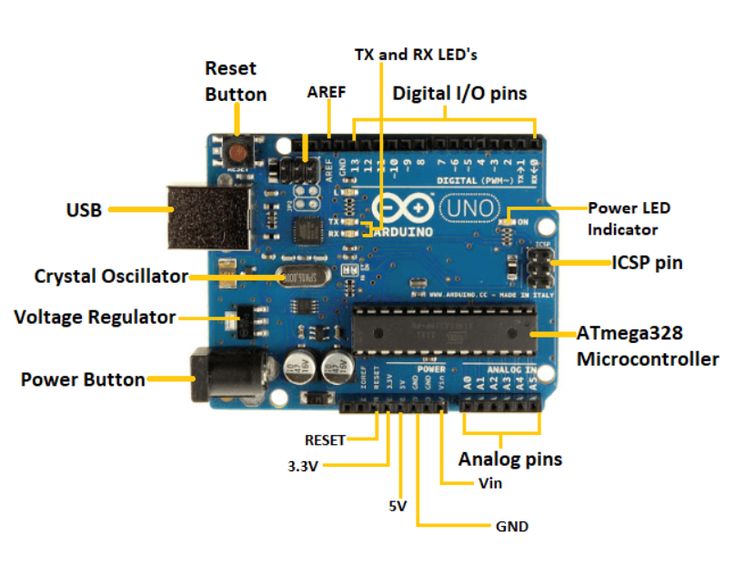 TX and RX LED's
Reset
Button
AREF
Digital I/O pins
RESET
AREF
GND
13
12
~11
~10
~9
8
7
~6
~5
4
~3
2
TX→1
RX←0
DIGITAL (PWM~)
USB
TX
RX
UNO
ARDUINO
ON
Power LED
Indicator
ICSP
ICSP pin
Crystal Oscillator
WWW.ARDUINO.CC - MADE IN ITALY
Voltage Regulator
ATmega328
Microcontroller
Power Button
POWER
ANALOG IN
IOREF
RESET
3.3V
5V
GND
GND
Vin
A0
A1
A2
A3
A4
A5
RESET
3.3V
5V
GND
Vin
Analog pins